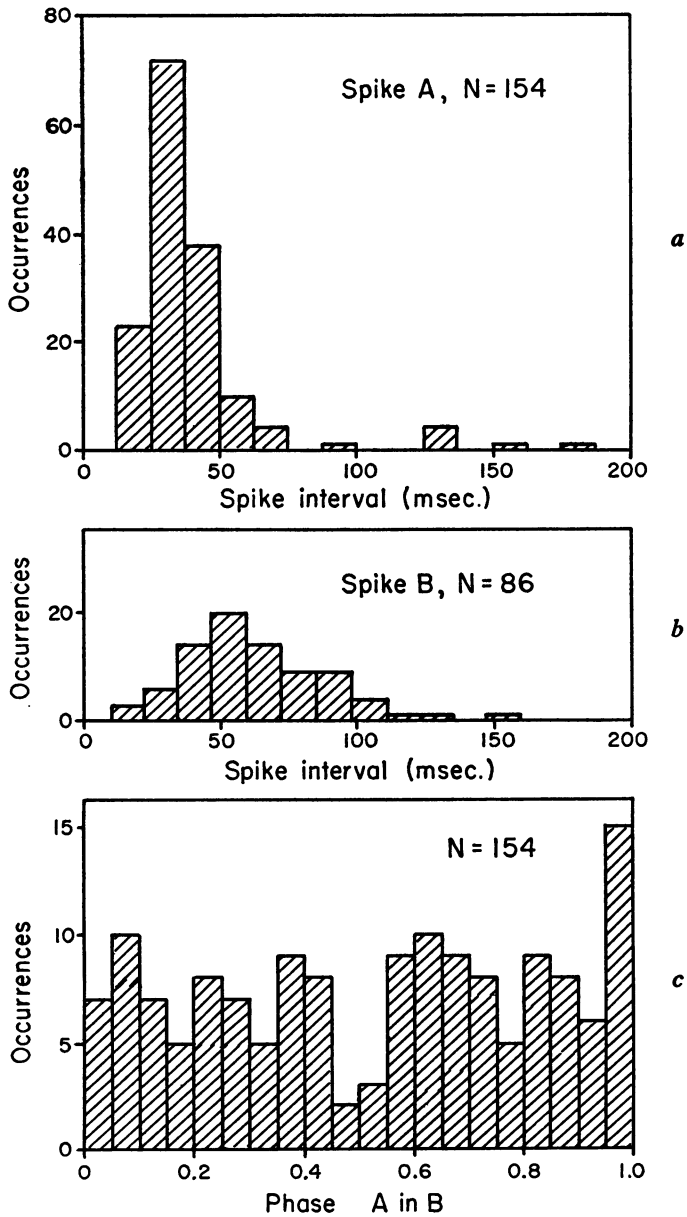 80
60
40
20
0
Occurrences
Spike A, N = 154
a
0 50 100 150 200
Spike interval (msec.)
20
0
Occurrences
Spike B, N = 86
b
0 50 100 150 200
Spike interval (msec.)
15
10
5
0
Occurrences
N = 154
c
0 0.2 0.4 0.6 0.8 1.0
Phase A in B